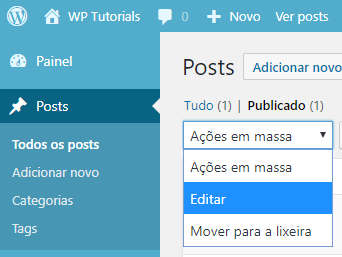 WP Tutorials 0 + Novo Ver posts
Painel
Posts
Todos os posts
Adicionar novo
Categorias
Tags
Posts Adicionar novo
Tudo (1) | Publicado (1)
Ações em massa
Ações em massa
Editar
Mover para a lixeira